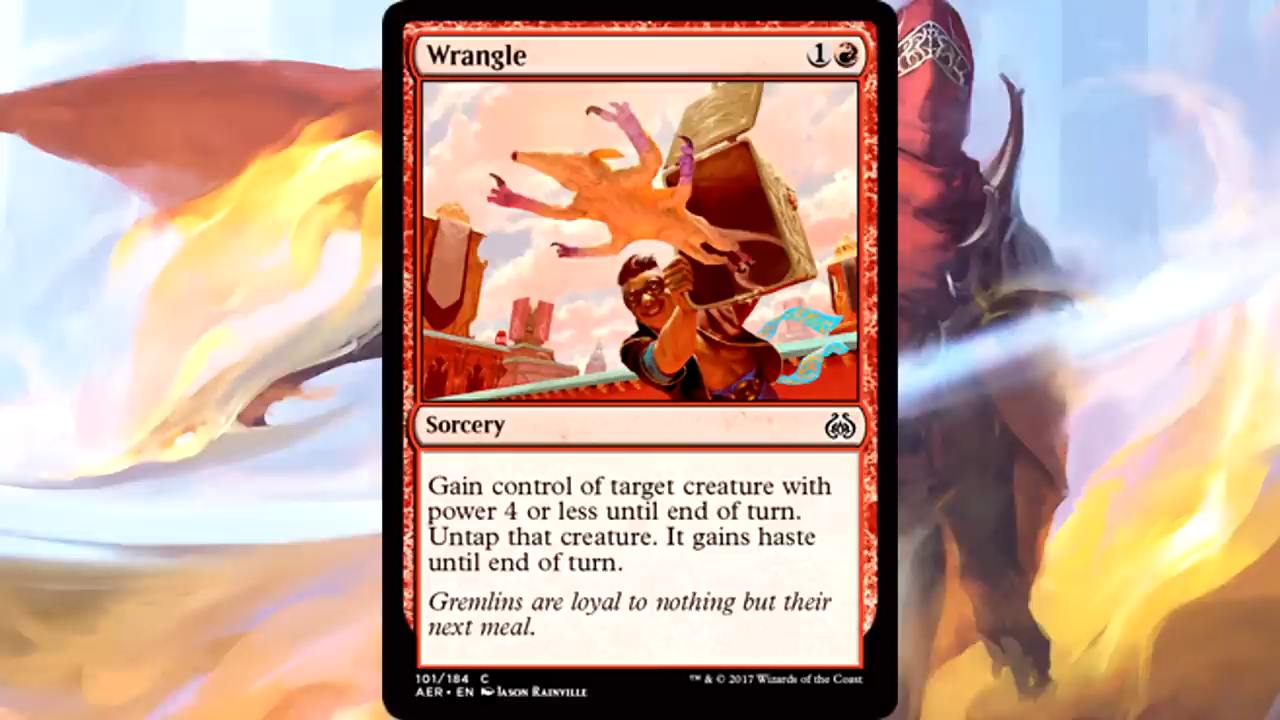 Wrangle 1
Sorcery
Gain control of target creature with
power 4 or less until end of turn.
Untap that creature. It gains haste
until end of turn.
Gremlins are loyal to nothing but their
next meal.
101/184 C ™ & © 2017 Wizards of the Coast
AER • EN Jason Rainville